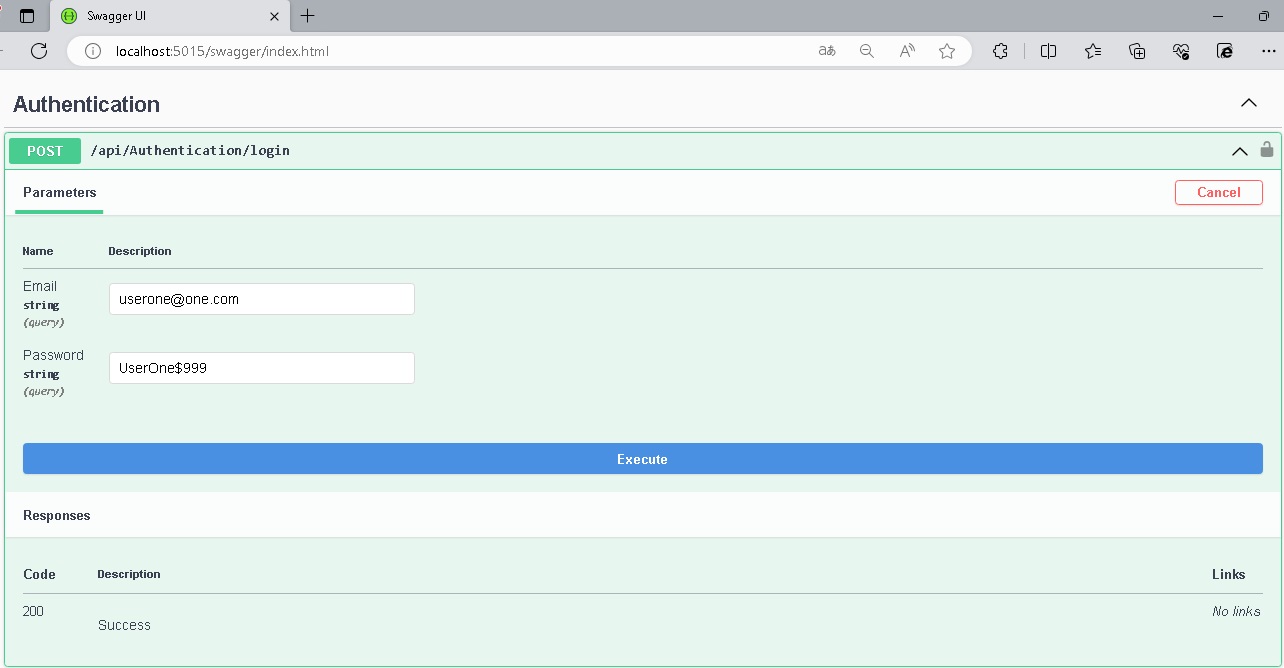 Swagger UI
localhost:5015/swagger/index.html
Authentication
POST /api/Authentication/login
Parameters
Cancel
Name Description
Email
string
(query)
userone@one.com
Password
string
(query)
UserOne$999
Execute
Responses
Code Description Links
200
Success
No links